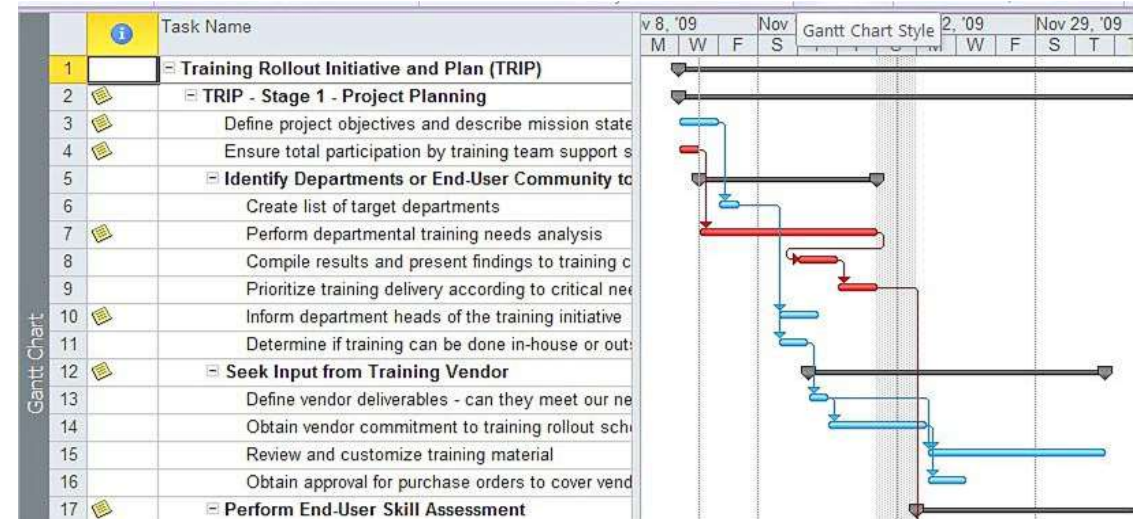 Task Name
v 8, '09
Nov
2, '09
Nov 29, '09
Gantt Chart Style
M W F S M W F S T
1 Training Rollout Initiative and Plan (TRIP)
2 TRIP - Stage 1 - Project Planning
3 Define project objectives and describe mission state
4 Ensure total participation by training team support s
5 Identify Departments or End-User Community to
6 Create list of target departments
7 Perform departmental training needs analysis
8 Compile results and present findings to training c
9 Prioritize training delivery according to critical nee
10 Inform department heads of the training initiative
11 Determine if training can be done in-house or outs
12 Seek Input from Training Vendor
13 Define vendor deliverables - can they meet our ne
14 Obtain vendor commitment to training rollout sch
15 Review and customize training material
16 Obtain approval for purchase orders to cover vend
17 Perform End-User Skill Assessment
Gantt Chart